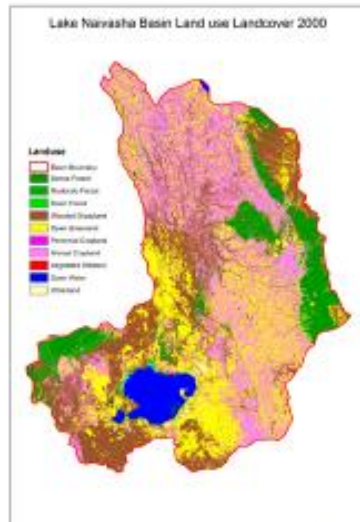 Lake Naivasha Basin Land use Landcover 2000
Landuse
Basin Boundary
Dense Forest
Moderate Forest
Open Forest
Wooded Grassland
Open Grassland
Perennial Cropland
Annual Cropland
Vegetated Wetland
Open Water
Otherland